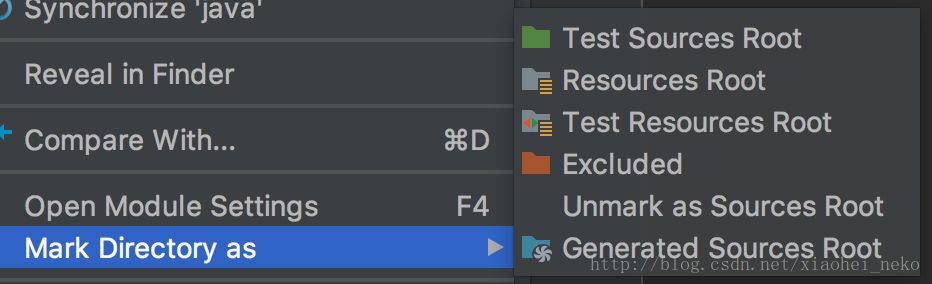 Synchronize 'java'
Reveal in Finder
Compare With... ⌘D
Open Module Settings F4
Mark Directory as
Test Sources Root
Resources Root
Test Resources Root
Excluded
Unmark as Sources Root
Generated Sources Root
http://blog.csdn.net/xiaohei_neko